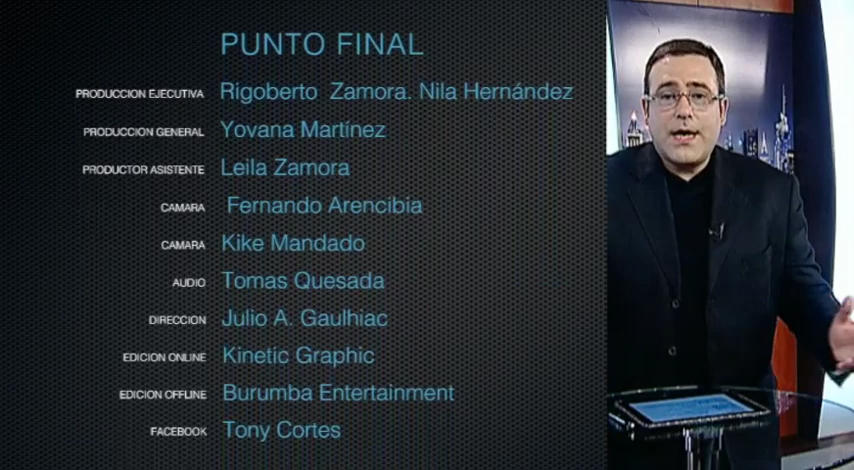 PUNTO FINAL
PRODUCCION EJECUTIVA Rigoberto Zamora. Nila Hernández
PRODUCCION GENERAL Yovana Martínez
PRODUCTOR ASISTENTE Leila Zamora
CAMARA Fernando Arencibia
CAMARA Kike Mandado
AUDIO Tomas Quesada
DIRECCION Julio A. Gaulhiac
EDICION ONLINE Kinetic Graphic
EDICION OFFLINE Burumba Entertainment
FACEBOOK Tony Cortes